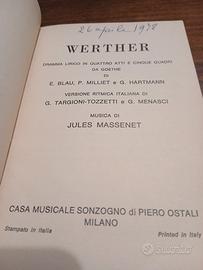 26 aprile 1978
WERTHER
DRAMMA LIRICO IN QUATTRO ATTI E CINQUE QUADRI
DA GOETHE
DI
E. BLAU, P. MILLIET e G. HARTMANN
VERSIONE RITMICA ITALIANA DI
G. TARGIONI-TOZZETTI e G. MENASCI
MUSICA DI
JULES MASSENET
CASA MUSICALE SONZOGNO di PIERO OSTALI
MILANO
Stampato in Italia Printed in Italy
subito.it